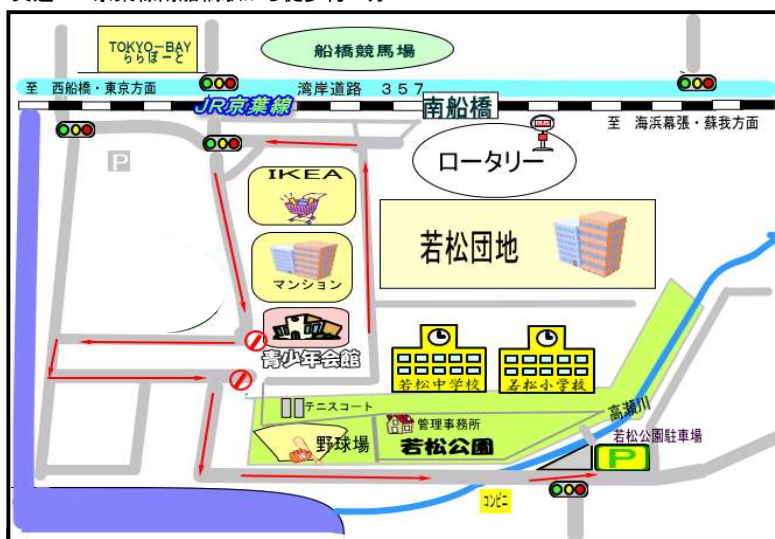 TOKYO-BAY
ららぽーと
船橋競馬場
至 西船橋・東京方面
湾岸道路 357
JR京葉線
南船橋
至 海浜幕張・蘇我方面
BUS
P
IKEA
ロータリー
若松団地
マンション
青少年会館
若松中学校
若松小学校
テニスコート
管理事務所
高瀬川
野球場
若松公園
若松公園駐車場
P
コンビニ